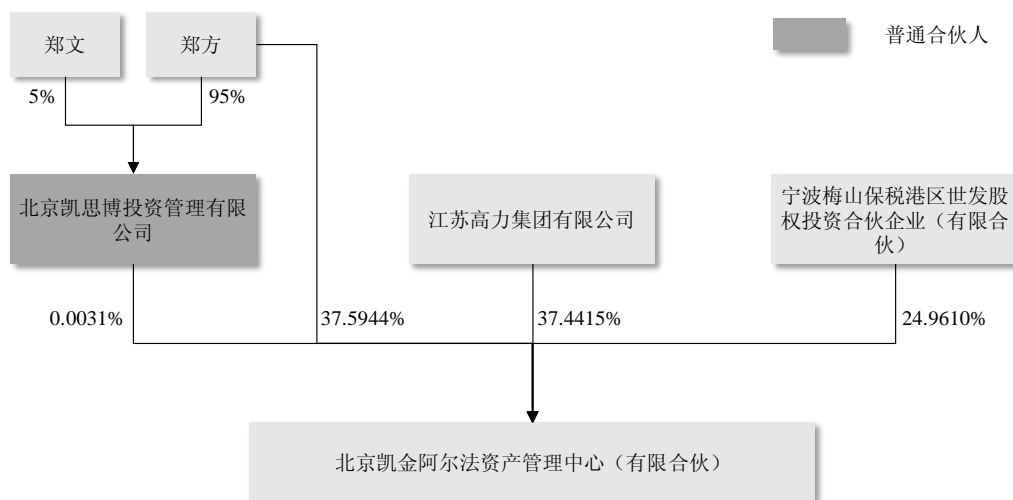 郑文
郑方
普通合伙人
5%
95%
北京凯思博投资管理有限
公司
江苏高力集团有限公司
宁波梅山保税港区世发股
权投资合伙企业（有限合
伙）
0.0031%
37.5944%
37.4415%
24.9610%
北京凯金阿尔法资产管理中心（有限合伙）